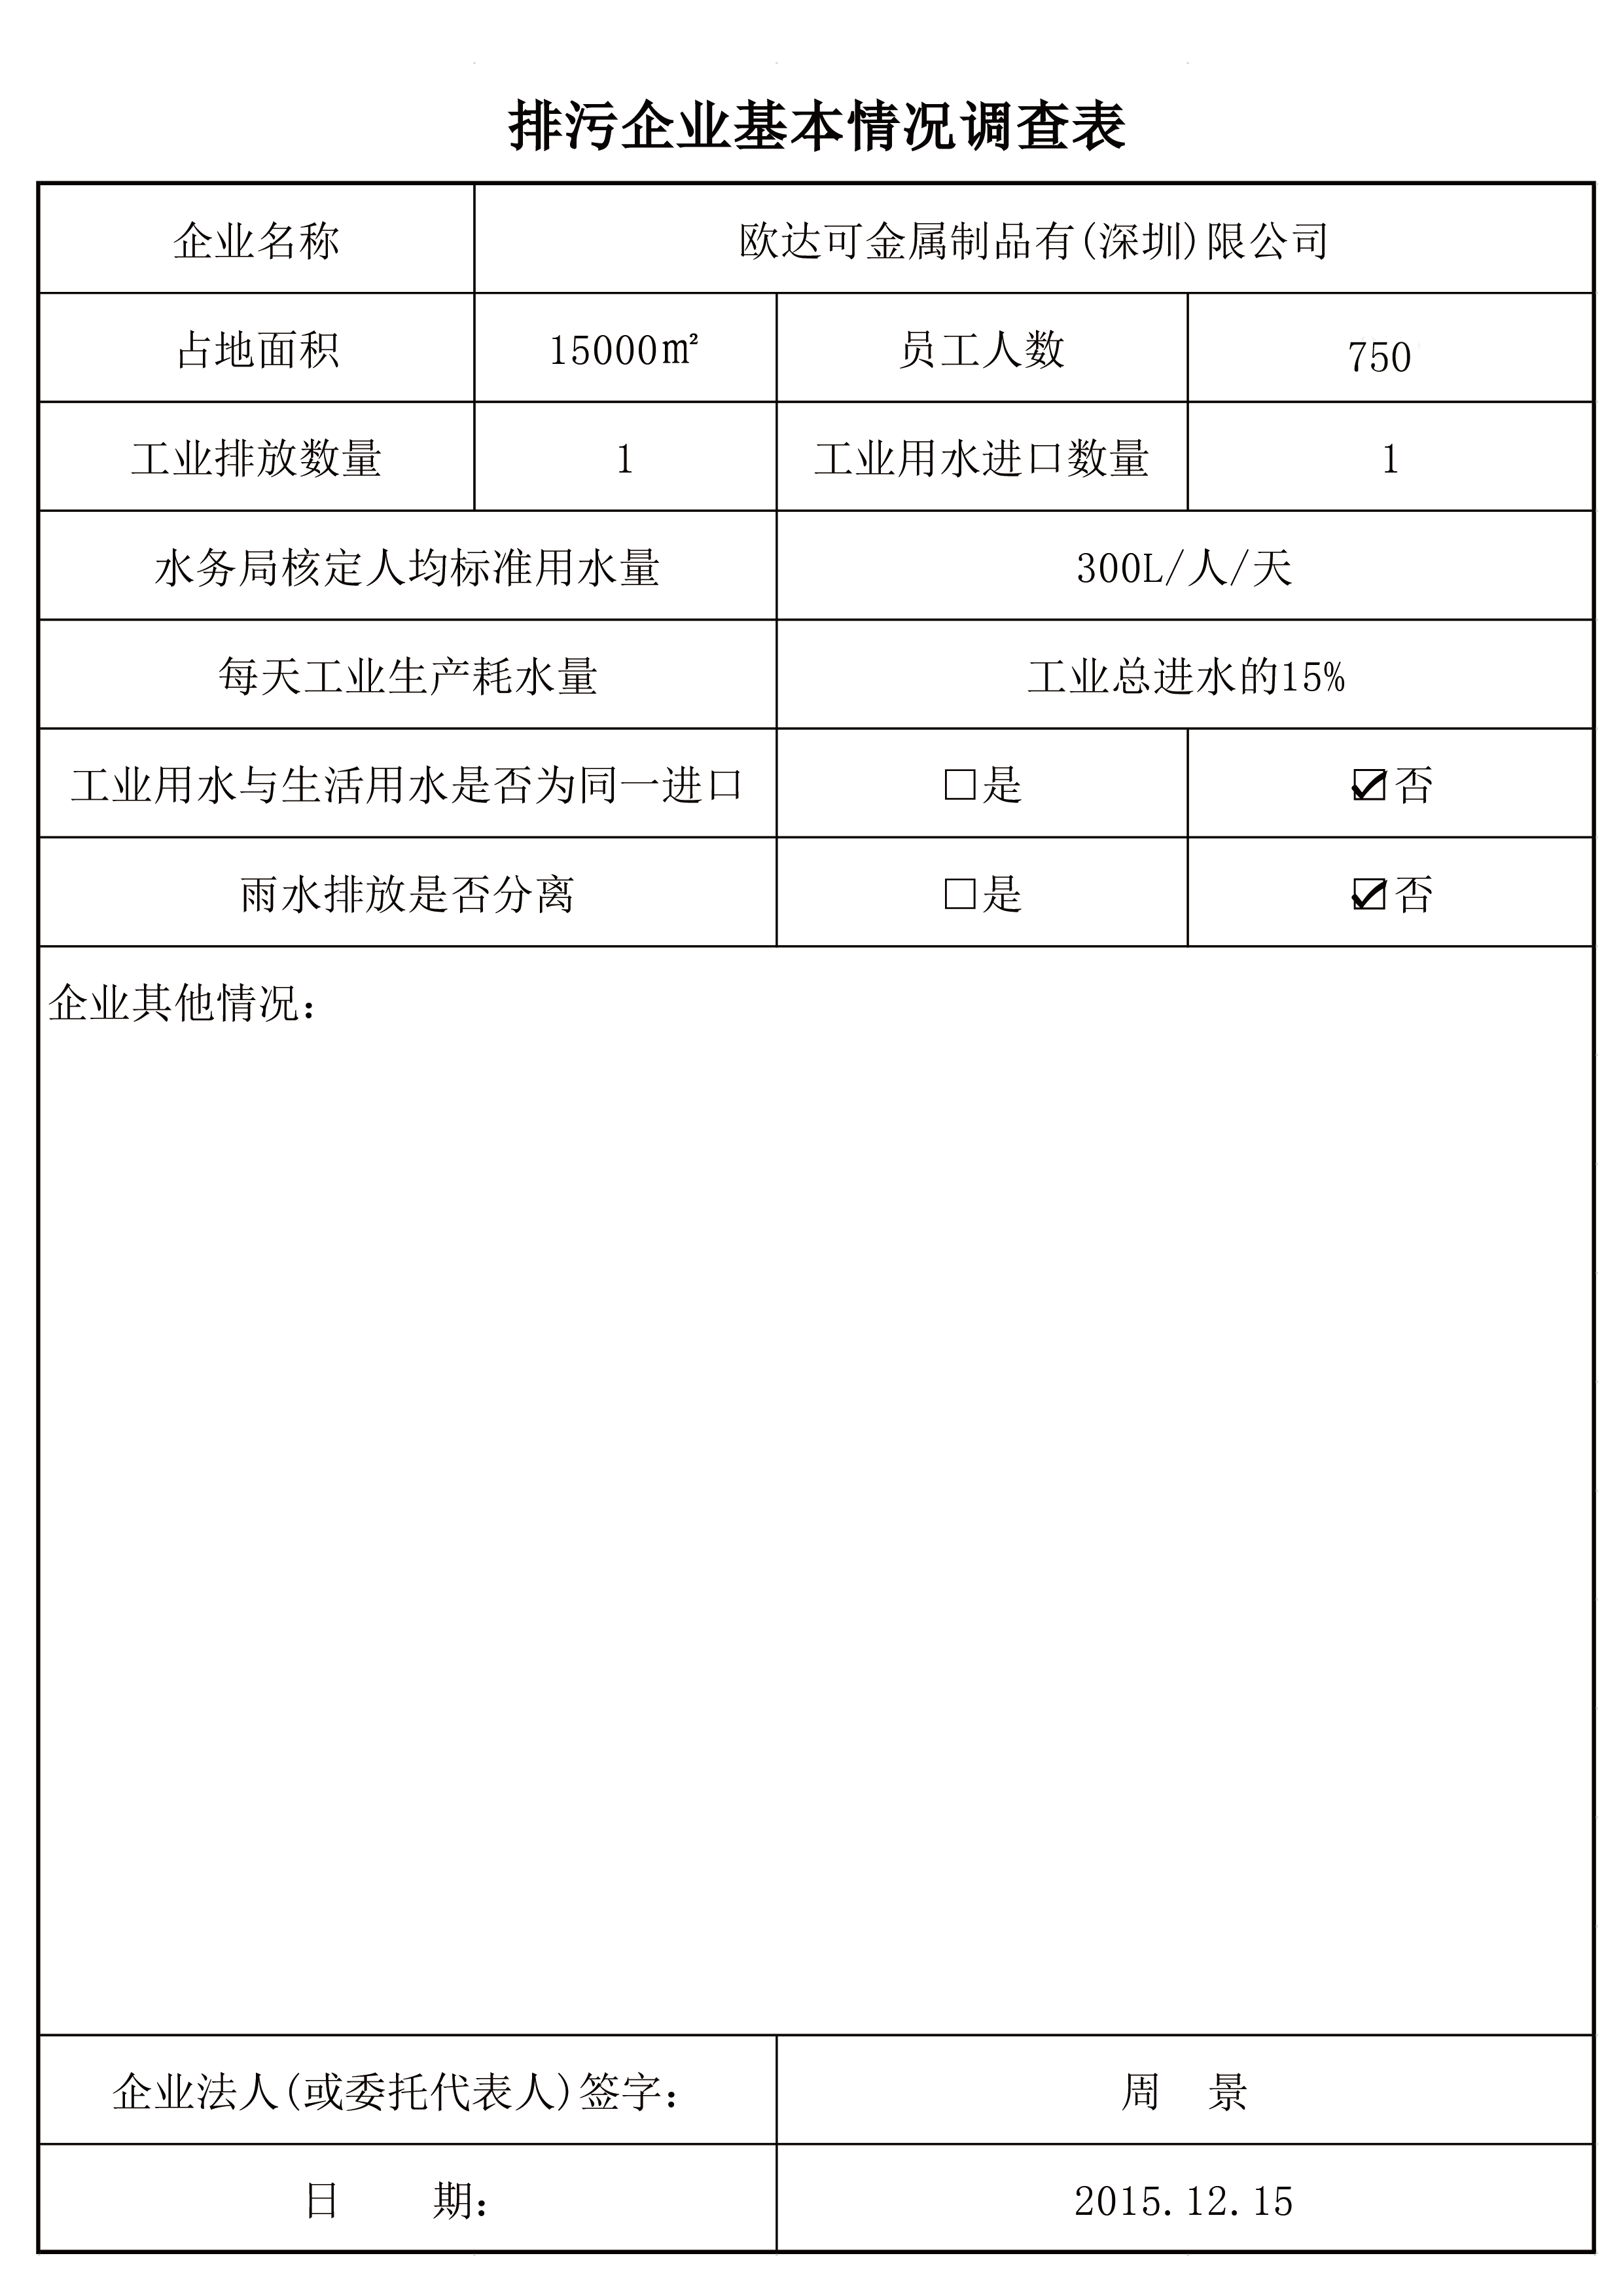 排污企业基本情况调查表
企业名称 欧达可金属制品有(深圳)限公司
占地面积 15000㎡ 员工人数 750
工业排放数量 1 工业用水进口数量 1
水务局核定人均标准用水量 300L/人/天
每天工业生产耗水量 工业总进水的15%
工业用水与生活用水是否为同一进口 □是 ☑否
雨水排放是否分离 □是 ☑否
企业其他情况：
企业法人(或委托代表人)签字： 周 景
日 期： 2015.12.15